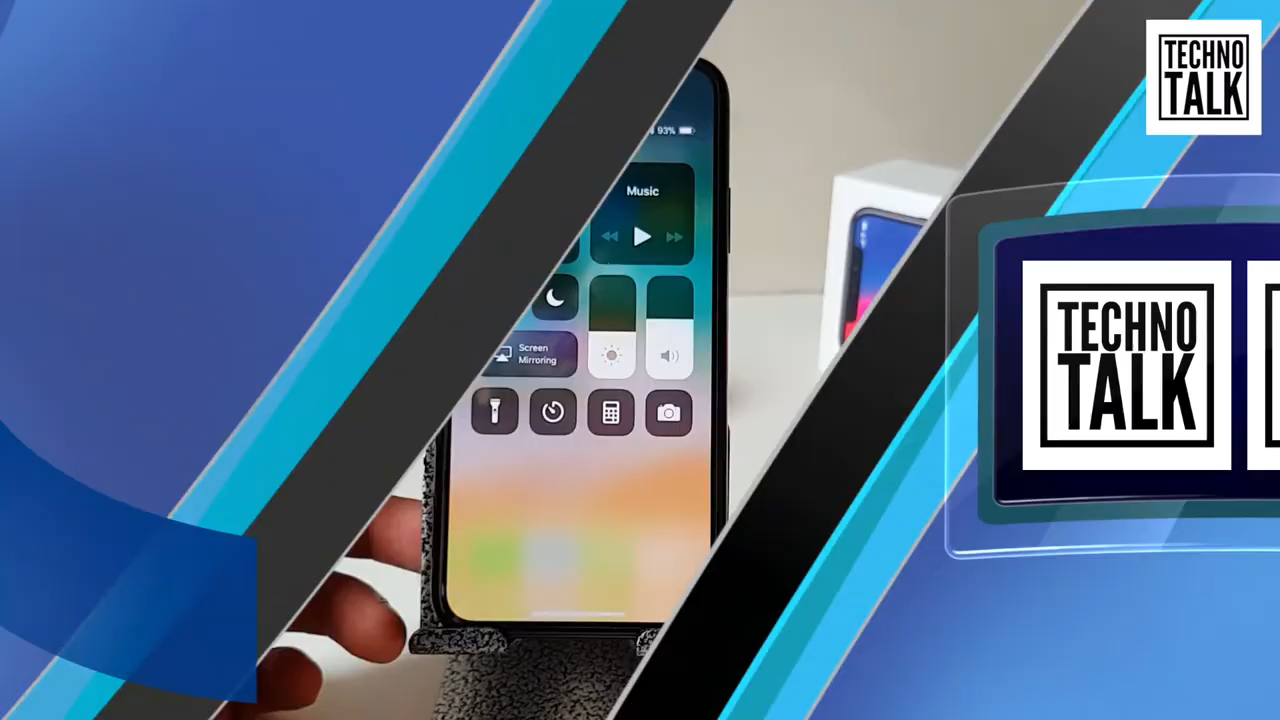 TECHNO
TALK
93%
Music
Screen
Mirroring
TECHNO
TALK